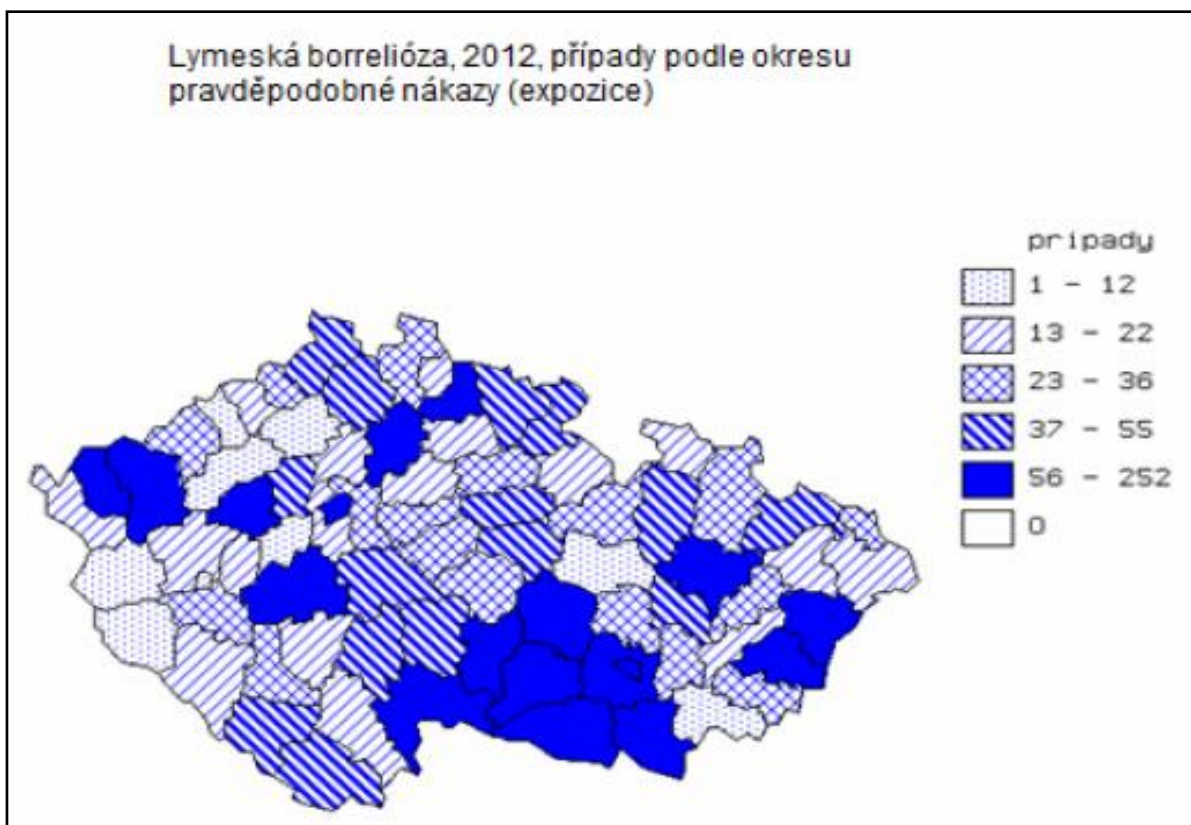 Lymeská borrelióza, 2012, případy podle okresu
pravděpodobné nákazy (expozice)
pripady
1 - 12
13 - 22
23 - 36
37 - 55
56 - 252
0